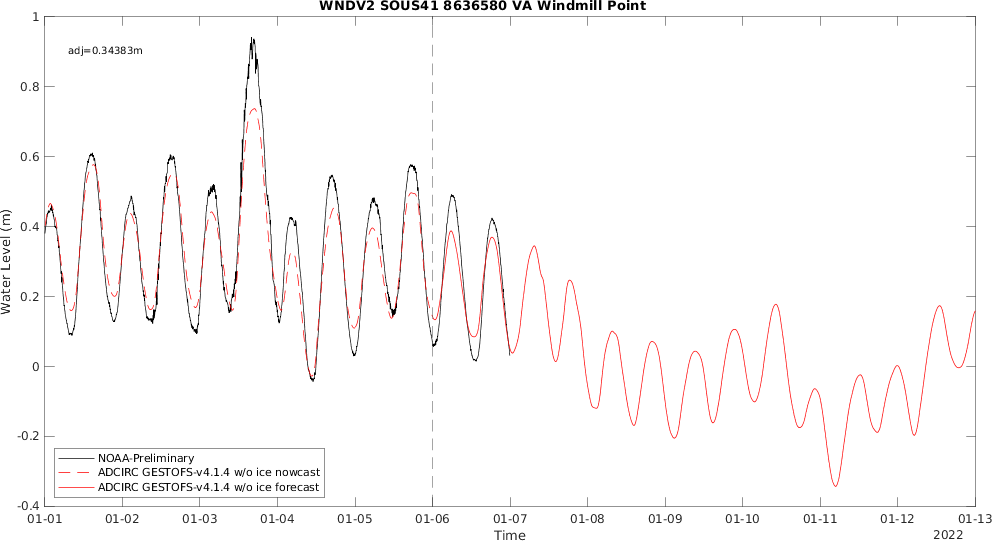 WNDV2 SOUS41 8636580 VA Windmill Point
adj=0.34383m
1
0.8
0.6
0.4
0.2
0
-0.2
-0.4
Water Level (m)
NOAA-Preliminary
ADCIRC GESTOFS-v4.1.4 w/o ice nowcast
ADCIRC GESTOFS-v4.1.4 w/o ice forecast
01-01 01-02 01-03 01-04 01-05 01-06 01-07 01-08 01-09 01-10 01-11 01-12 01-13
Time
2022